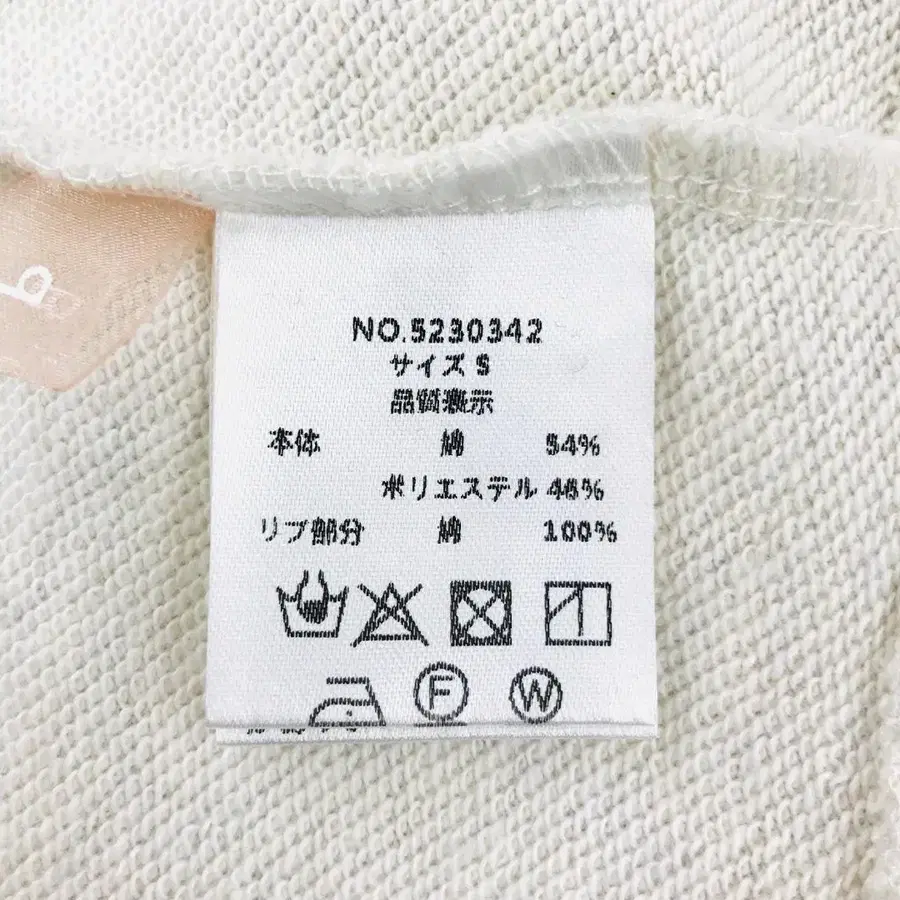 NO.5230342
サイズ S
品質表示
本体 綿 54%
ポリエステル 46%
リブ部分 綿 100%
F W